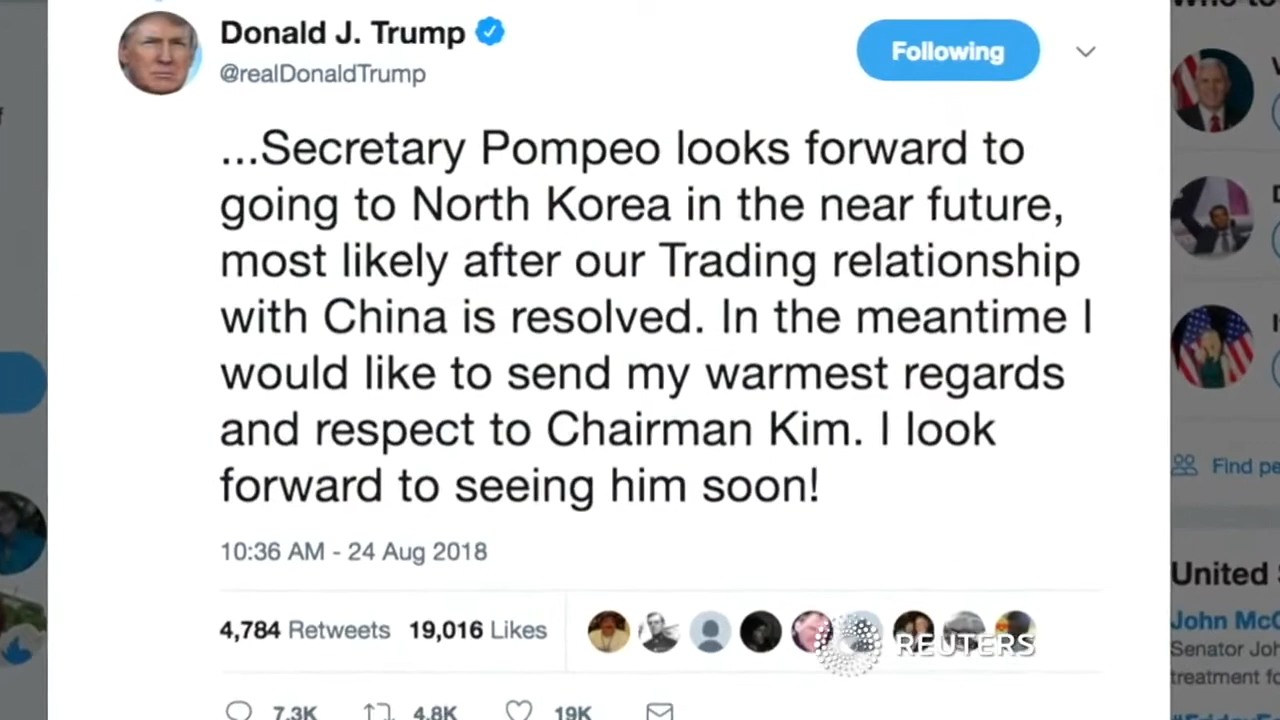 Donald J. Trump
@realDonaldTrump
Following
...Secretary Pompeo looks forward to
going to North Korea in the near future,
most likely after our Trading relationship
with China is resolved. In the meantime I
would like to send my warmest regards
and respect to Chairman Kim. I look
forward to seeing him soon!
10:36 AM - 24 Aug 2018
4,784 Retweets 19,016 Likes
REUTERS
7.3K 4.8K 19K
Find
United
John
Senator
treatment